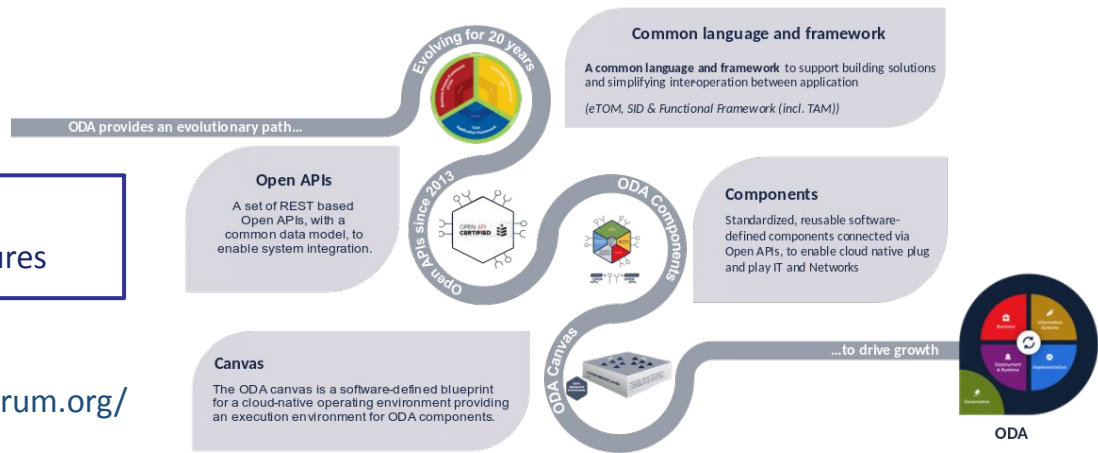 Evolving for 20 years
Common language and framework
A common language and framework to support building solutions
and simplifying interoperation between application
(eTOM, SID & Functional Framework (incl. TAM))
ODA provides an evolutionary path...
Open APIs
A set of REST based
Open APIs, with a
common data model, to
enable system integration.
Open APIs since 2013
OPEN API
CERTIFIED
ODA Components
Components
Standardized, reusable software-
defined components connected via
Open APIs, to enable cloud native plug
and play IT and Networks
ures
Canvas
The ODA canvas is a software-defined blueprint
for a cloud-native operating environment providing
an execution environment for ODA components.
ODA Canvas
...to drive growth
Business
Information
Systems
Deployment
& Runtime
Implementation
Governance
ODA
rum.org/